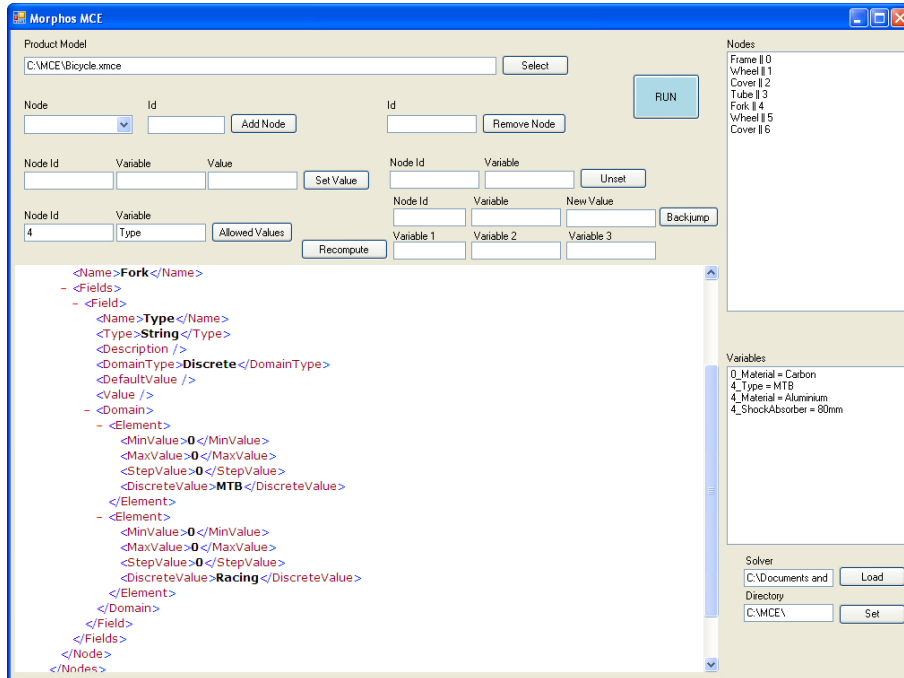 Morphos MCE
Product Model
C:\MCE\Bicycle.xmce
Select
RUN
Node
Id
Add Node
Id
Remove Node
Node Id
Variable
Value
Set Value
Node Id
Variable
Unset
Node Id
Variable
New Value
Backjump
Node Id
Variable
4
Type
Allowed Values
Recompute
Variable 1
Variable 2
Variable 3
<Name>Fork</Name>
− <Fields>
− <Field>
<Name>Type</Name>
<Type>String</Type>
<Description />
<DomainType>Discrete</DomainType>
<DefaultValue />
<Value />
− <Domain>
− <Element>
<MinValue>0</MinValue>
<MaxValue>0</MaxValue>
<StepValue>0</StepValue>
<DiscreteValue>MTB</DiscreteValue>
</Element>
− <Element>
<MinValue>0</MinValue>
<MaxValue>0</MaxValue>
<StepValue>0</StepValue>
<DiscreteValue>Racing</DiscreteValue>
</Element>
</Domain>
</Field>
</Fields>
</Node>
</Nodes>
Nodes
Frame || 0
Wheel || 1
Cover || 2
Tube || 3
Fork || 4
Wheel || 5
Cover || 6
Variables
0_Material = Carbon
4_Type = MTB
4_Material = Aluminium
4_ShockAbsorber = 80mm
Solver
C:\Documents and
Load
Directory
C:\MCE\
Set